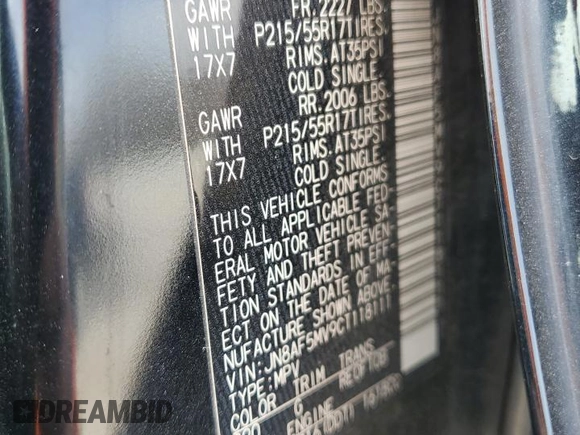 GAWR FR. 2227 LBS.
WITH P215/55R17TIRES.
17X7 RIMS. AT35PSI
COLD SINGLE.
GAWR RR. 2006 LBS.
WITH P215/55R17TIRES.
17X7 RIMS. AT35PSI
COLD SINGLE.
THIS VEHICLE CONFORMS
TO ALL APPLICABLE FED-
ERAL MOTOR VEHICLE SA-
FETY AND THEFT PREVEN-
TION STANDARDS IN EFF-
ECT ON THE DATE OF MA-
NUFACTURE SHOWN ABOVE.
VIN:JN8AF5MV9CT118111
TYPE:MPV
COLOR TRIM TRANS
G
ENGINE
DREAMBID